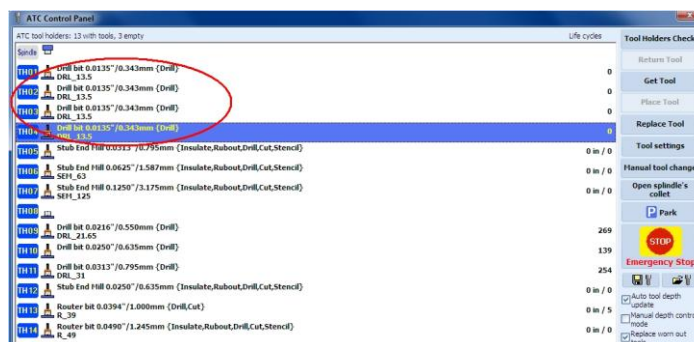 ATC Control Panel
ATC tool holders: 13 with tools, 3 empty
Life cycles
Spindle
TH01 Drill bit 0.0135"/0.343mm {Drill}
DRL_13.5
0
TH02 Drill bit 0.0135"/0.343mm {Drill}
DRL_13.5
0
TH03 Drill bit 0.0135"/0.343mm {Drill}
DRL_13.5
0
TH04 Drill bit 0.0135"/0.343mm {Drill}
DRL_13.5
0
TH05 Stub End Mill 0.0313"/0.795mm {Insulate,Rubout,Drill,Cut,Stencil}
0 in / 0
TH06 Stub End Mill 0.0625"/1.587mm {Insulate,Rubout,Drill,Cut,Stencil}
SEM_63
0 in / 0
TH07 Stub End Mill 0.1250"/3.175mm {Insulate,Rubout,Drill,Cut,Stencil}
SEM_125
0 in / 0
TH08
TH09 Drill bit 0.0216"/0.550mm {Drill}
DRL_21.65
269
TH10 Drill bit 0.0250"/0.635mm {Drill}
139
TH11 Drill bit 0.0313"/0.795mm {Drill}
DRL_31
254
TH12 Stub End Mill 0.0250"/0.635mm {Insulate,Rubout,Drill,Cut,Stencil}
0 in / 0
TH13 Router bit 0.0394"/1.000mm {Drill,Cut}
R_39
0 in / 5
TH14 Router bit 0.0490"/1.245mm {Insulate,Rubout,Drill,Cut,Stencil}
R_49
0 in / 0
Tool Holders Check
Return Tool
Get Tool
Place Tool
Replace Tool
Tool settings
Manual tool change
Open spindle's
collet
P Park
STOP
Emergency Stop
Auto tool depth
update
Manual depth control
mode
Replace worn out
tools